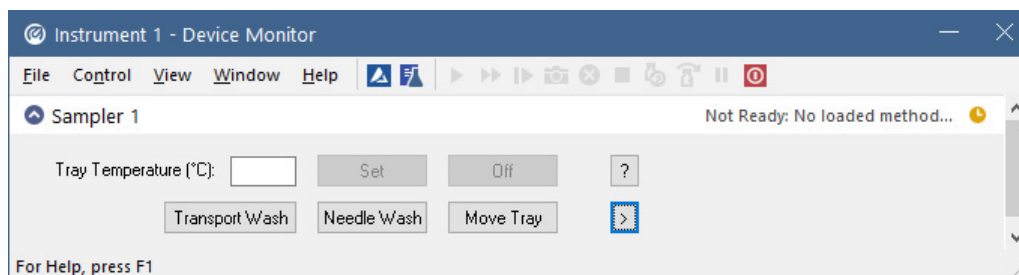 Instrument 1 - Device Monitor
File Control View Window Help
Sampler 1 Not Ready: No loaded method...
Tray Temperature (°C): Set Off ?
Transport Wash Needle Wash Move Tray >
For Help, press F1